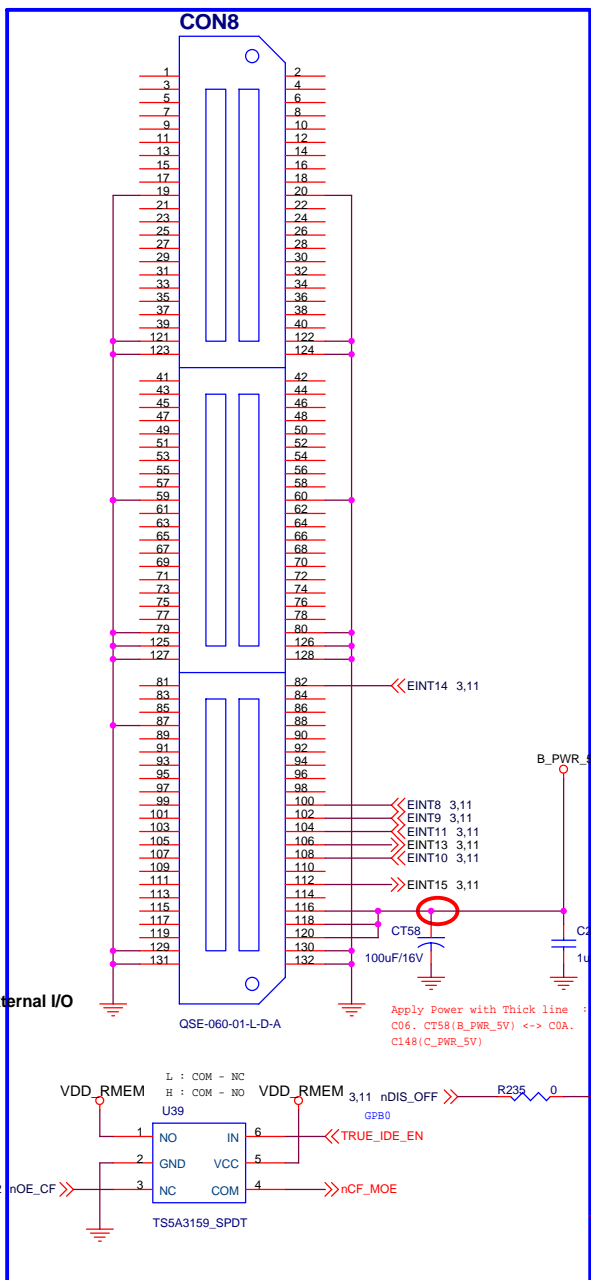 CON8
1 2
3 4
5 6
7 8
9 10
11 12
13 14
15 16
17 18
19 20
21 22
23 24
25 26
27 28
29 30
31 32
33 34
35 36
37 38
39 40
121 122
123 124
41 42
43 44
45 46
47 48
49 50
51 52
53 54
55 56
57 58
59 60
61 62
63 64
65 66
67 68
69 70
71 72
73 74
75 76
77 78
79 80
125 126
127 128
81 82 EINT14 3,11
83 84
85 86
87 88
89 90
91 92
93 94
95 96
97 98
B_PWR_5
99 100 EINT8 3,11
101 102 EINT9 3,11
103 104 EINT11 3,11
105 106 EINT13 3,11
107 108 EINT10 3,11
109 110
111 112 EINT15 3,11
113 114
115 116
117 118
119 120
129 130
131 132
CT58
100uF/16V
C2
1u
ternal I/O
QSE-060-01-L-D-A
Apply Power with Thick line :
C06. CT58(B_PWR_5V) <-> C0A.
C148(C_PWR_5V)
L : COM - NC
H : COM - NO
VDD_RMEM
VDD_RMEM
3,11 nDIS_OFF
GPB0
R235 0
U39
1 NO IN 6 TRUE_IDE_EN
2 GND VCC 5
nOE_CF 3 NC COM 4 nCF_MOE
TS5A3159_SPDT